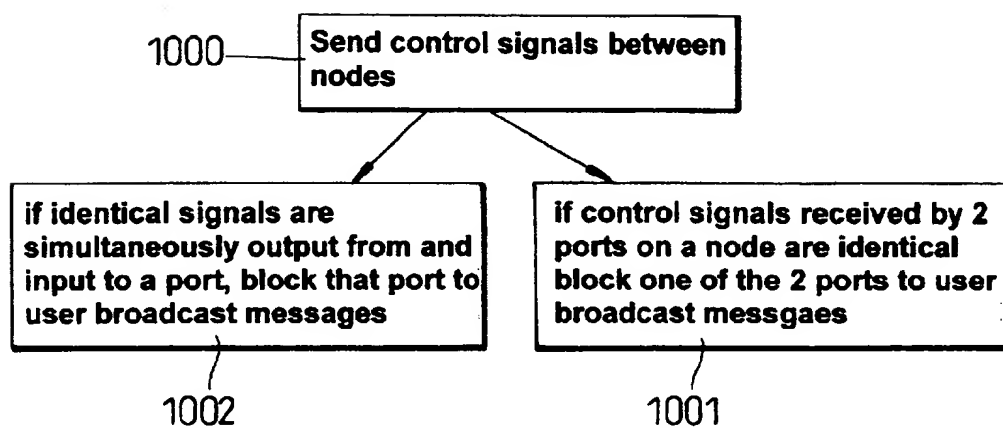 1000
Send control signals between
nodes
if identical signals are
simultaneously output from and
input to a port, block that port to
user broadcast messages
if control signals received by 2
ports on a node are identical
block one of the 2 ports to user
broadcast messgaes
1002
1001